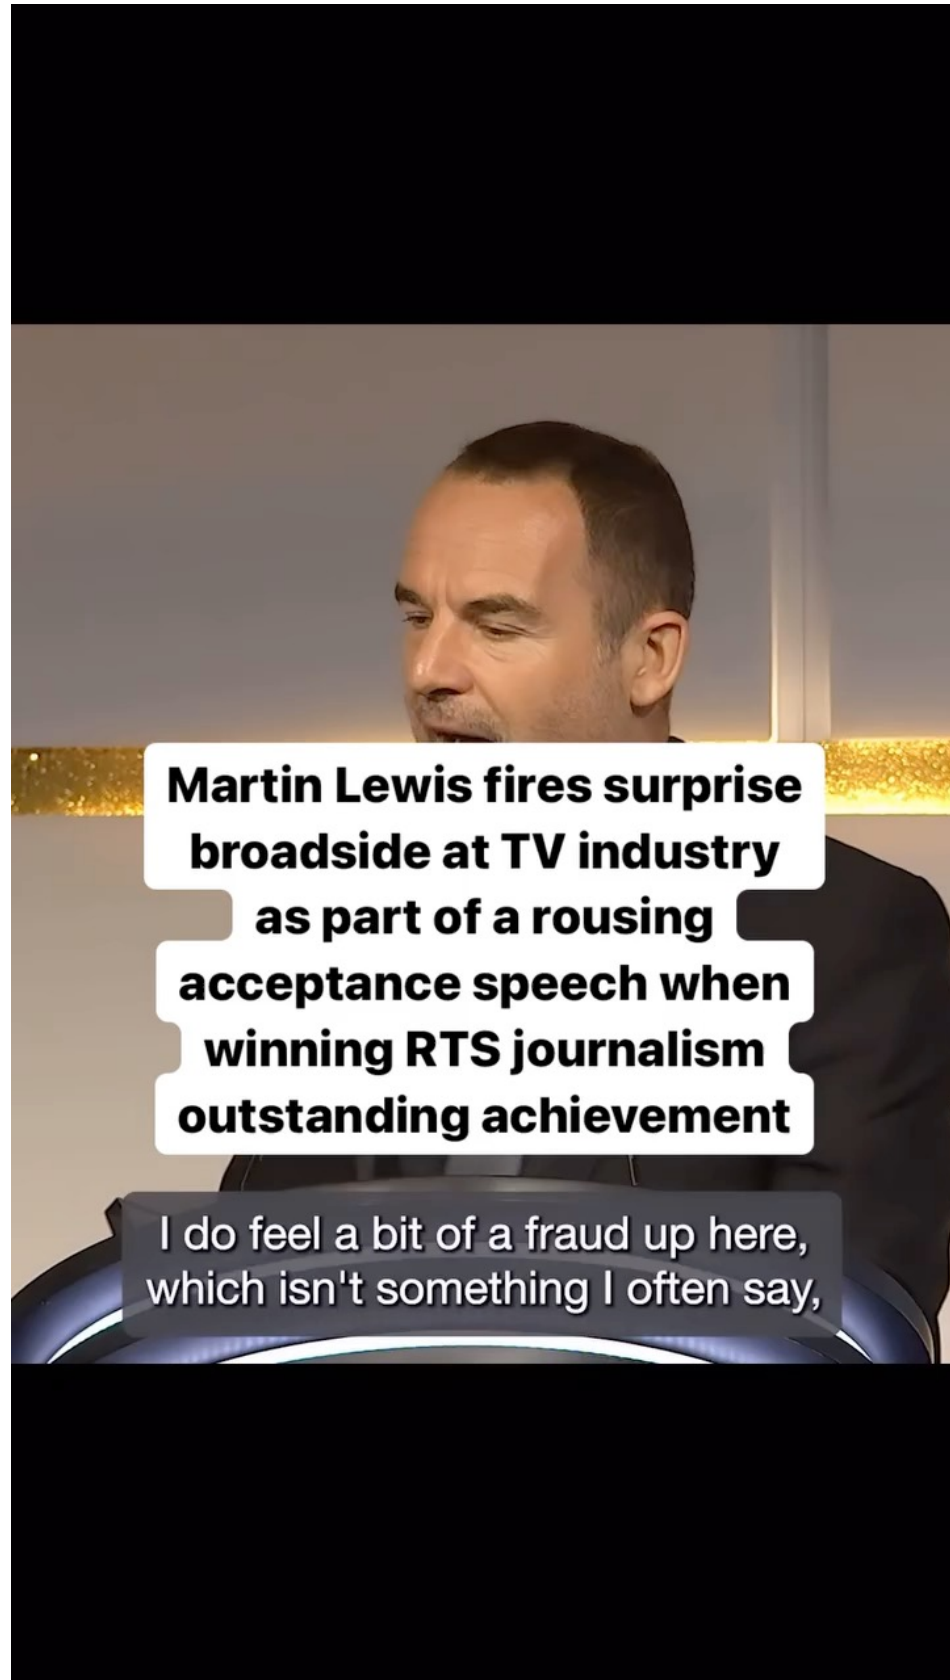 Martin Lewis fires surprise
broadside at TV industry
as part of a rousing
acceptance speech when
winning RTS journalism
outstanding achievement
I do feel a bit of a fraud up here,
which isn't something I often say,